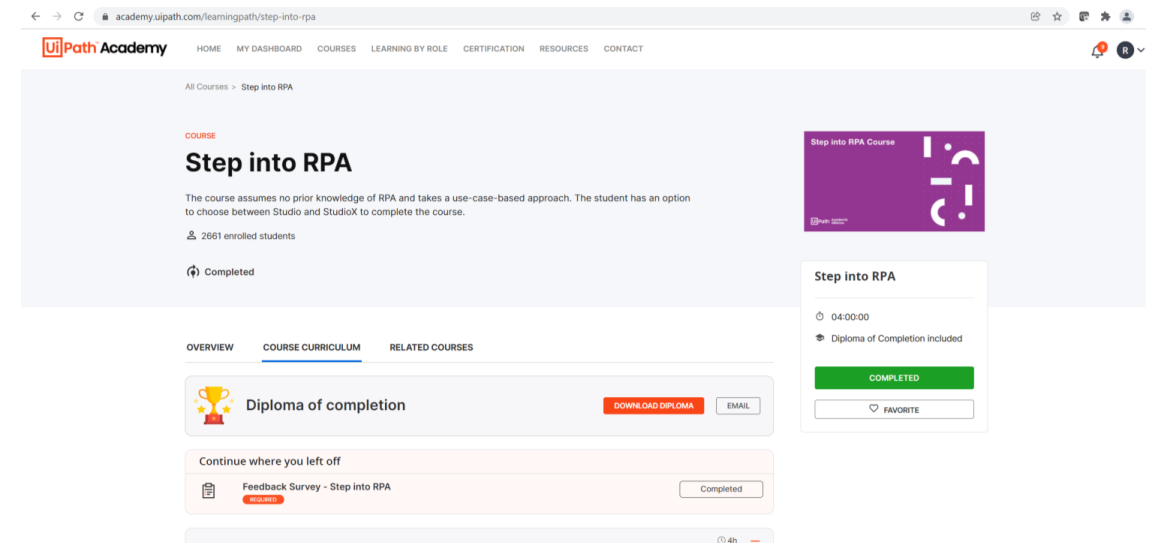 academy.uipath.com/learningpath/step-into-rpa
UiPath Academy HOME MY DASHBOARD COURSES LEARNING BY ROLE CERTIFICATION RESOURCES CONTACT R
All Courses > Step into RPA
COURSE
Step into RPA
The course assumes no prior knowledge of RPA and takes a use-case-based approach. The student has an option
to choose between Studio and StudioX to complete the course.
2661 enrolled students
Completed
Step into RPA Course
UiPath
Step into RPA
04:00:00
Diploma of Completion included
COMPLETED
FAVORITE
OVERVIEW COURSE CURRICULUM RELATED COURSES
Diploma of completion DOWNLOAD DIPLOMA EMAIL
Continue where you left off
Feedback Survey - Step into RPA Completed
REQUIRED
4h